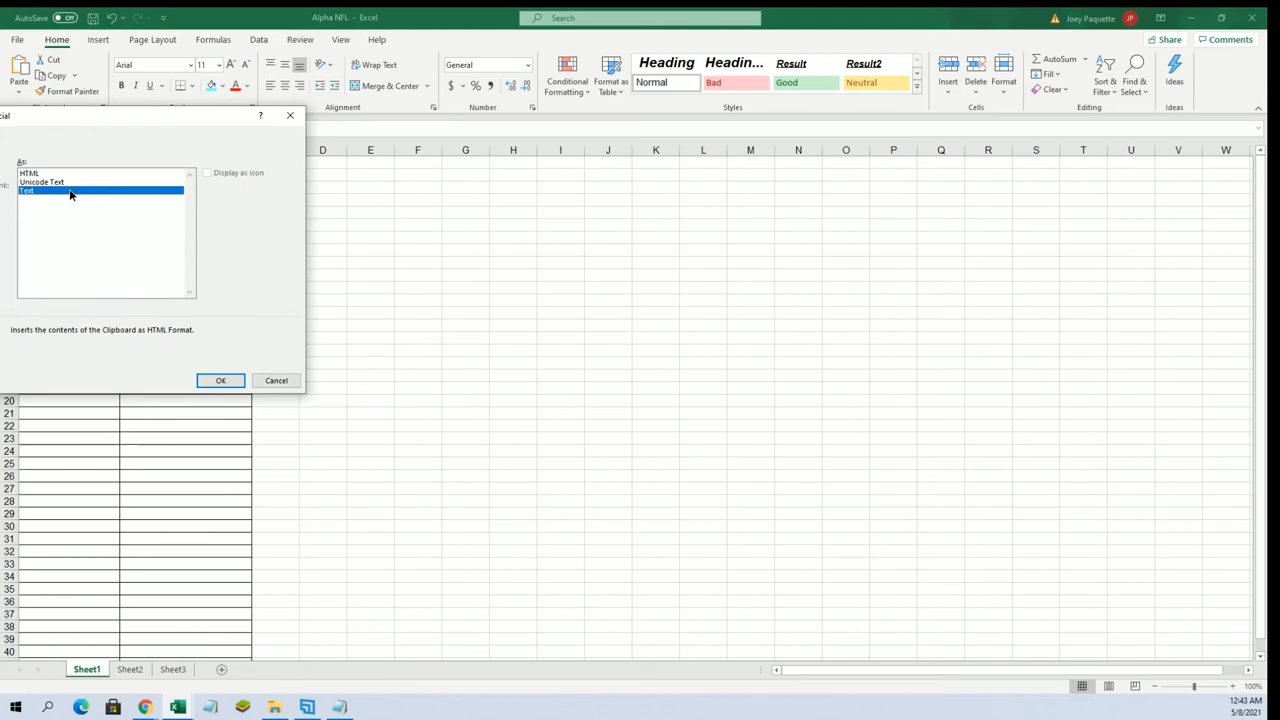 AutoSave Off
Alpha NFL - Excel
Search
Joey Paquette JP
File Home Insert Page Layout Formulas Data Review View Help
Share Comments
Cut
Copy
Format Painter
Paste
Arial 11 A A
B I U A
Wrap Text
Merge & Center
Alignment
General
$ % ,
Number
Conditional
Formatting
Format as
Table
Heading Headin... Result Result2
Normal Bad Good Neutral
Styles
Insert Delete Format
Cells
AutoSum
Fill
Clear
Sort &
Filter
Find &
Select
Editing
Ideas
Ideas
cial ?
As:
nk:
HTML
Unicode Text
Text
Display as icon
Inserts the contents of the Clipboard as HTML Format.
OK Cancel
D E F G H I J K L M N O P Q R S T U V W
20
21
22
23
24
25
26
27
28
29
30
31
32
33
34
35
36
37
38
39
40
Sheet1 Sheet2 Sheet3
100%
12:43 AM
5/8/2021